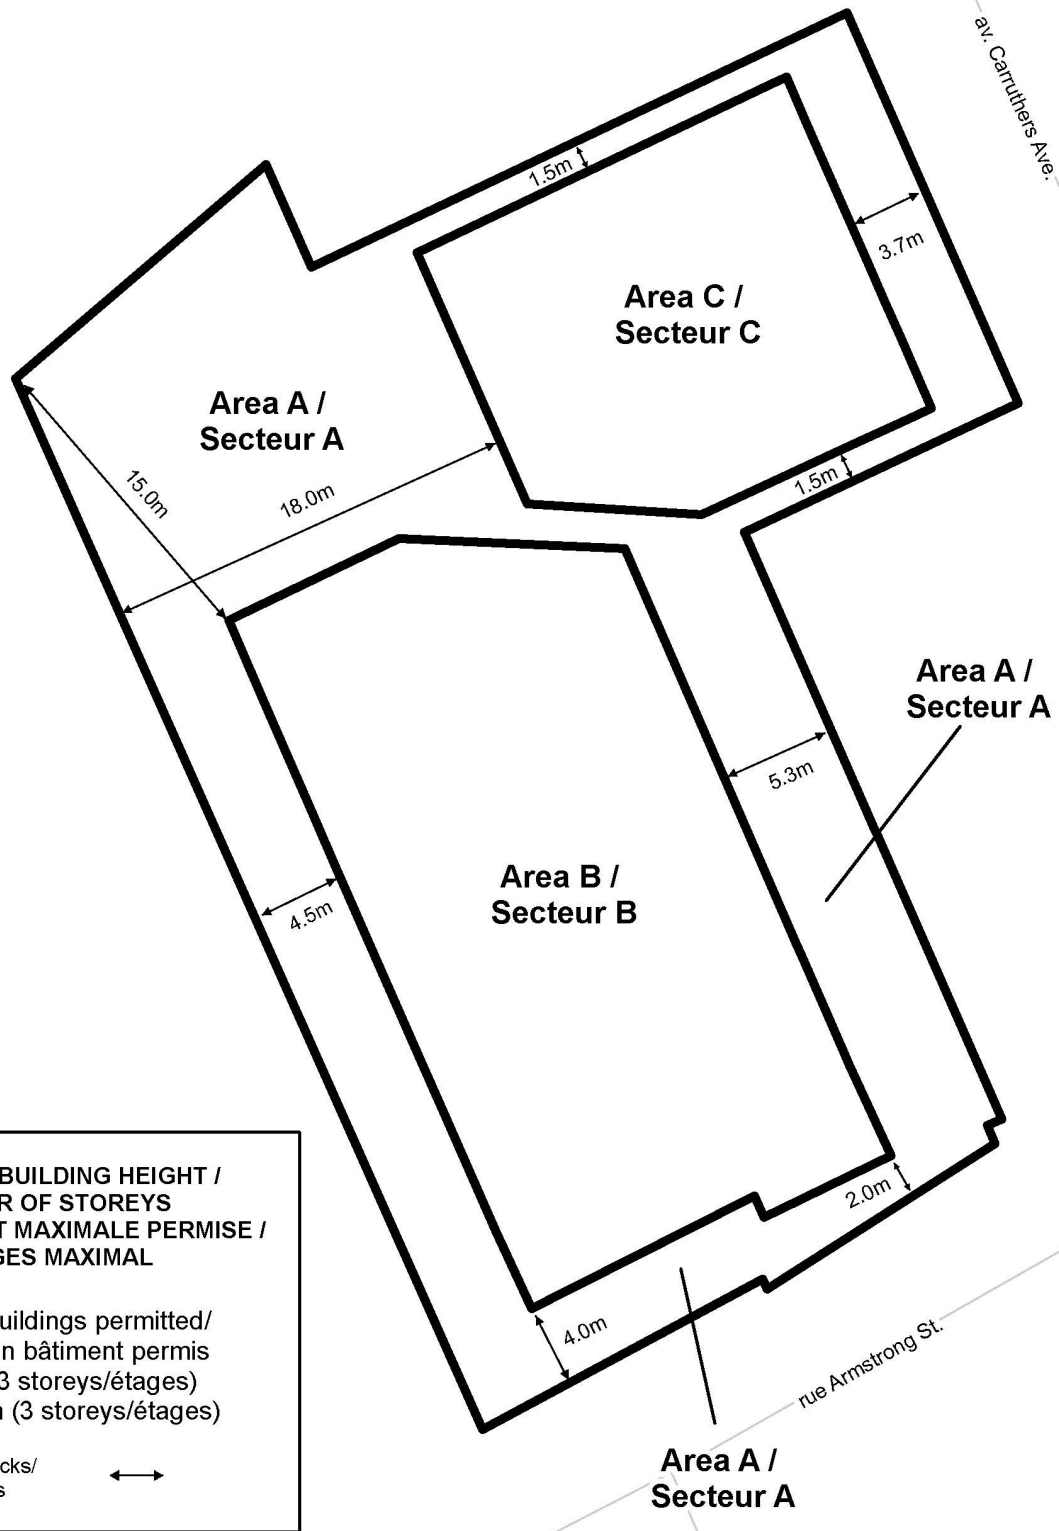 av. Carruthers Ave.
1.5m
3.7m
Area C /
Secteur C
Area A /
Secteur A
15.0m
18.0m
1.5m
Area A /
Secteur A
5.3m
Area B /
Secteur B
4.5m
2.0m
4.0m
rue Armstrong St.
Area A /
Secteur A
BUILDING HEIGHT /
R OF STOREYS
T MAXIMALE PERMISE /
GES MAXIMAL
uildings permitted/
n bâtiment permis
3 storeys/étages)
(3 storeys/étages)
cks/
s